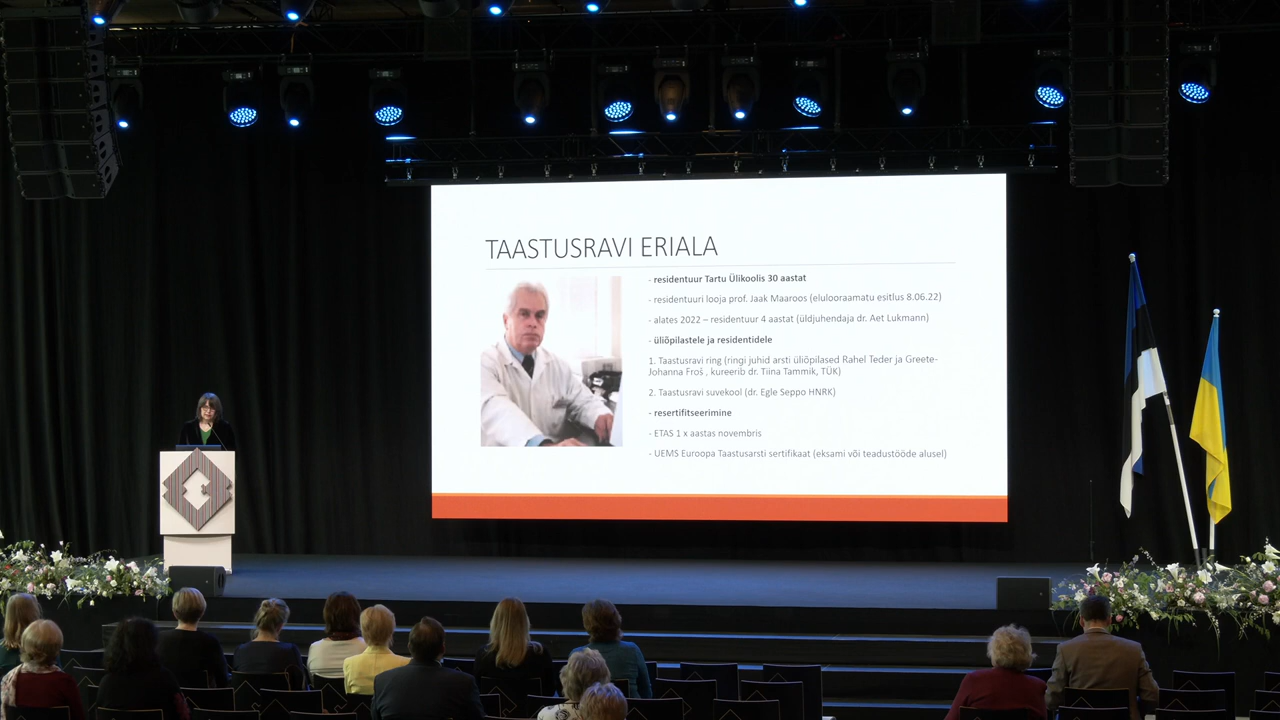 TAASTUSRAVI ERIALA
- residentuur Tartu Ülikoolis 30 aastat
- residentuuri looja prof. Jaak Maaroos (elulooraamatu esitlus 8.06.22)
- alates 2022 – residentuur 4 aastat (üldjuhendaja dr. Aet Lukmann)
- üliõpilastele ja residentidele
1. Taastusravi ring (ringi juhid arsti üliõpilased Rahel Teder ja Greete-
Johanna Froš , kureerib dr. Tiina Tammik, TÜK)
2. Taastusravi suvekool (dr. Egle Seppo HNRK)
- resertifitseerimine
- ETAS 1 x aastas novembris
- UEMS Euroopa Taastusarsti sertifikaat (eksami või teadustööde alusel)